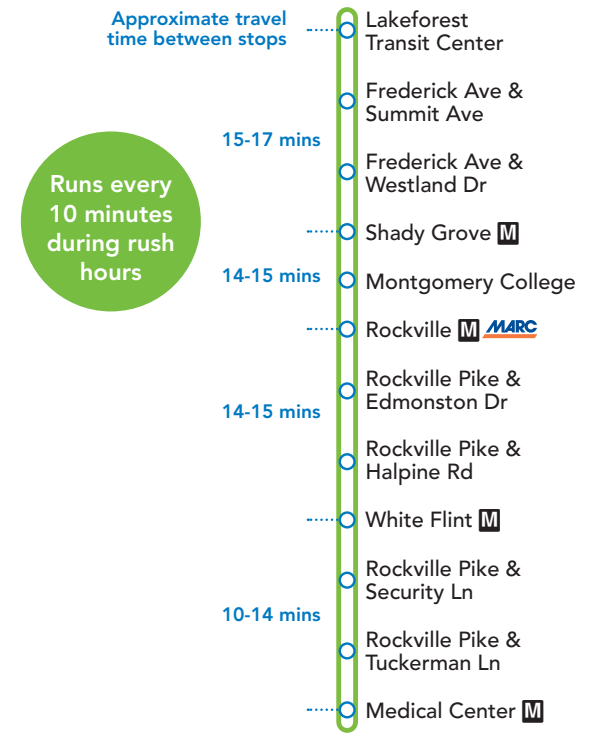 Approximate travel
time between stops
Lakeforest
Transit Center
Frederick Ave &
Summit Ave
15-17 mins
Frederick Ave &
Westland Dr
Runs every
10 minutes
during rush
hours
Shady Grove M
14-15 mins
Montgomery College
Rockville M MARC
Rockville Pike &
Edmonston Dr
14-15 mins
Rockville Pike &
Halpine Rd
White Flint M
Rockville Pike &
Security Ln
10-14 mins
Rockville Pike &
Tuckerman Ln
Medical Center M